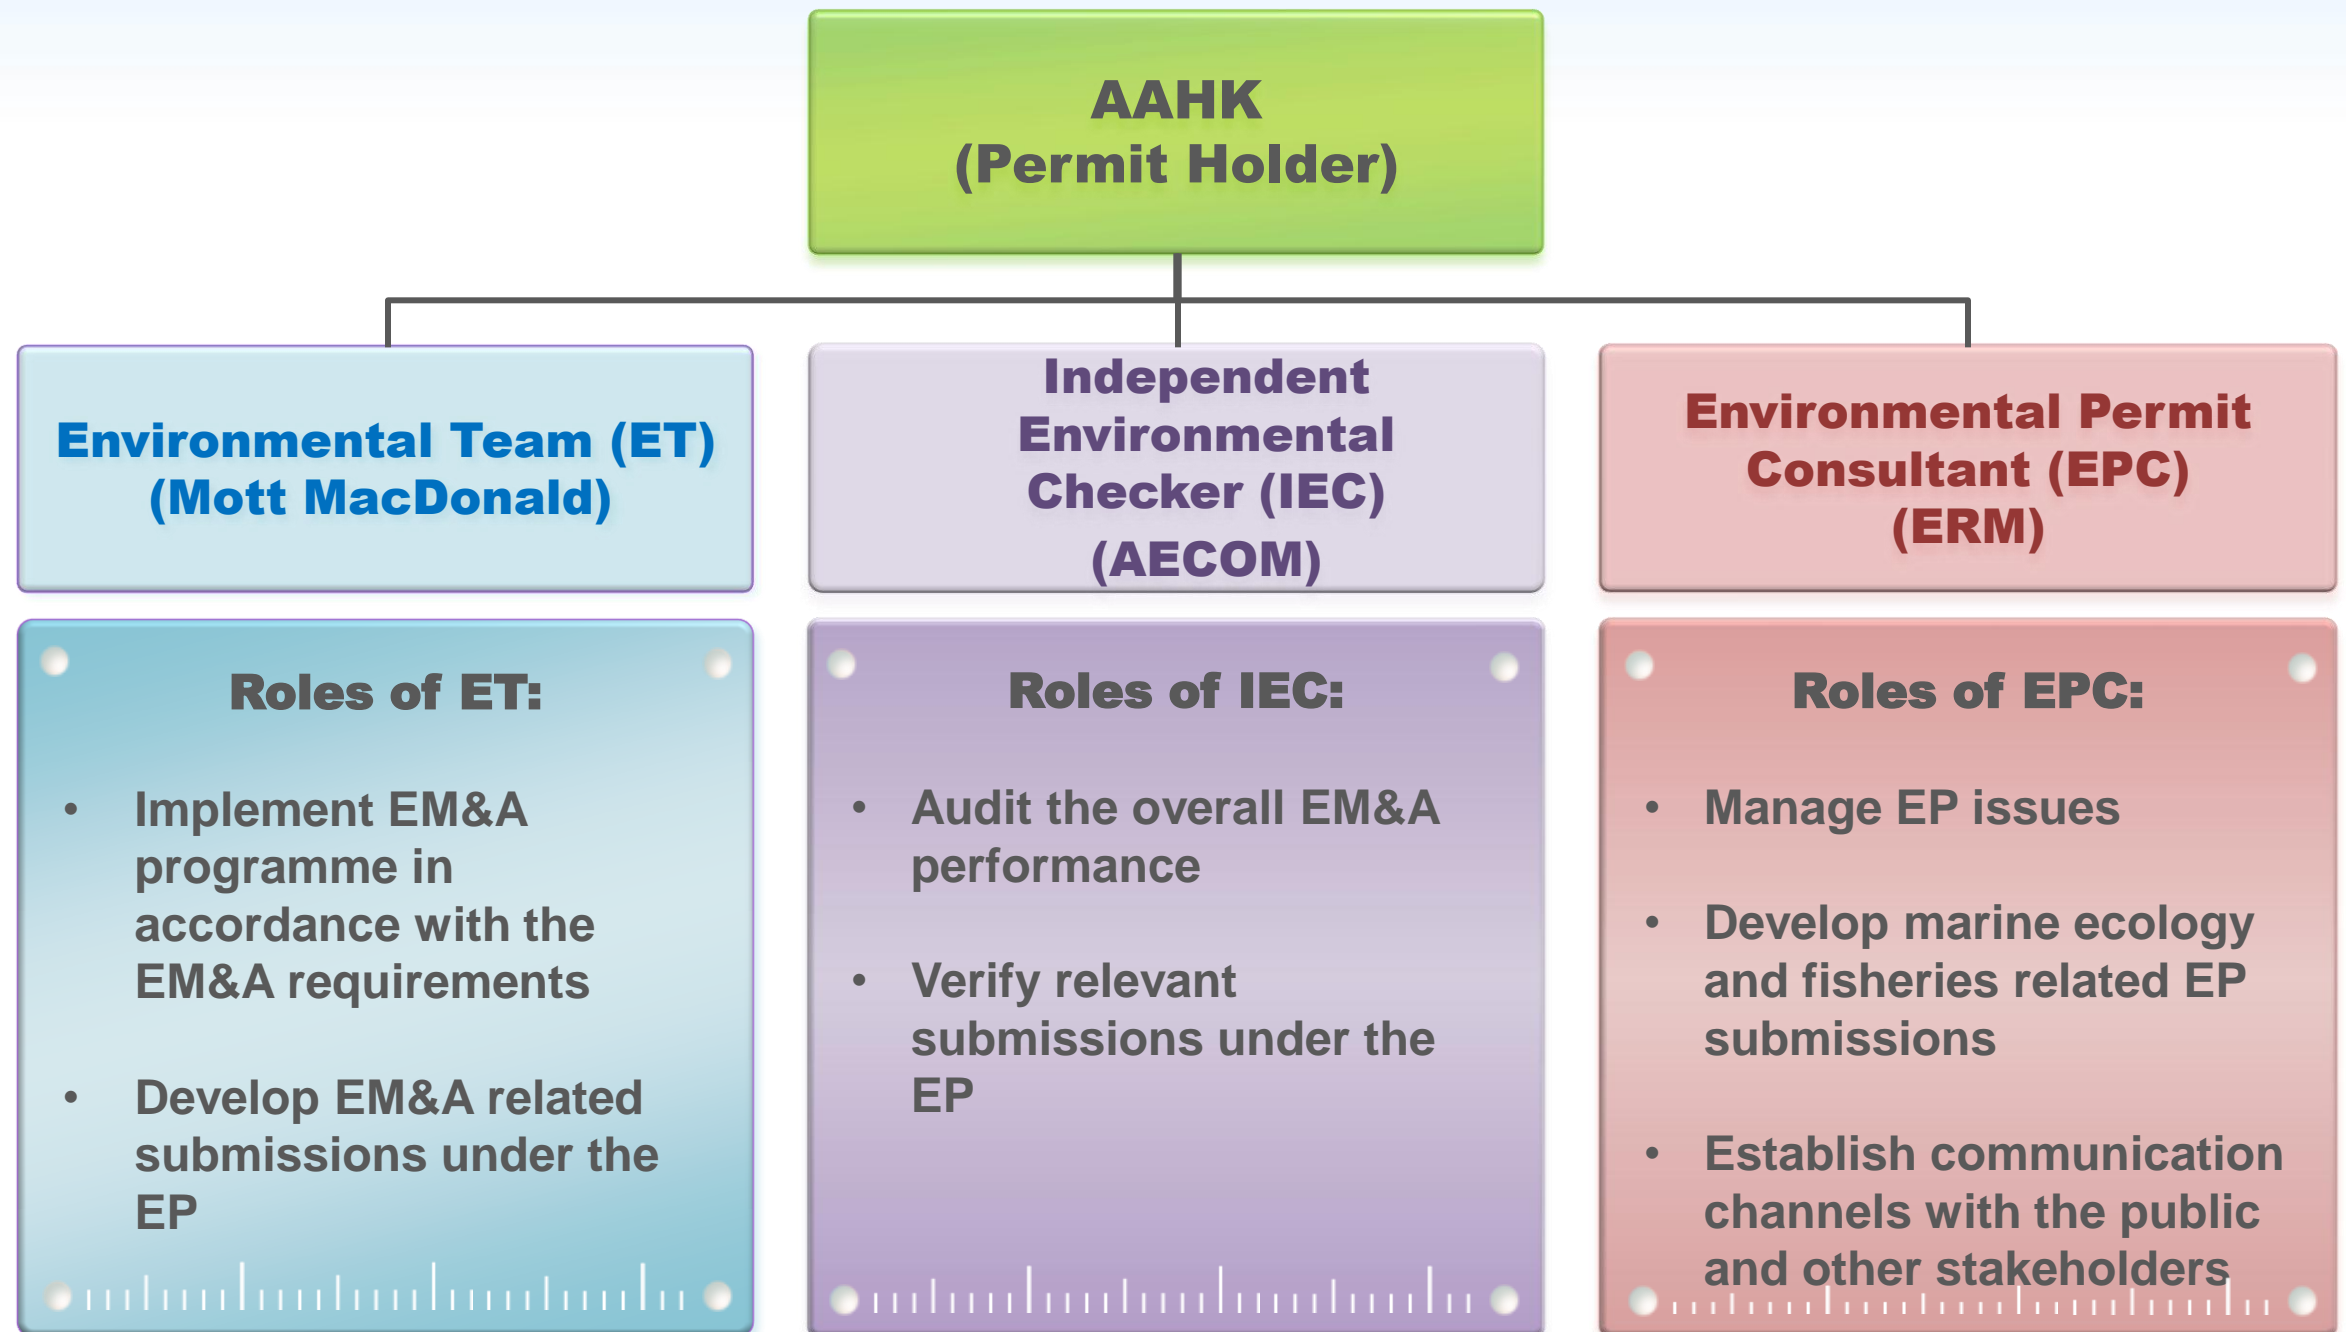 AAHK
(Permit Holder)
Environmental Team (ET)
(Mott MacDonald)
Independent
Environmental
Checker (IEC)
(AECOM)
Environmental Permit
Consultant (EPC)
(ERM)
Roles of ET:
• Implement EM&A
programme in
accordance with the
EM&A requirements
• Develop EM&A related
submissions under the
EP
Roles of IEC:
• Audit the overall EM&A
performance
• Verify relevant
submissions under the
EP
Roles of EPC:
• Manage EP issues
• Develop marine ecology
and fisheries related EP
submissions
• Establish communication
channels with the public
and other stakeholders